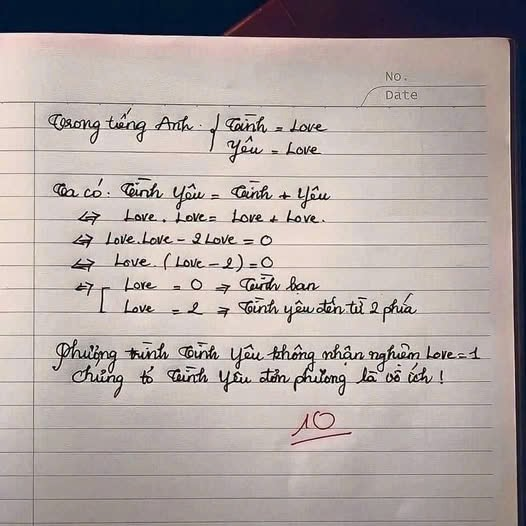 No.
Date
Trong tiếng Anh. { Tình = Love
Yêu = Love
Ta có: Tình Yêu = Tình + Yêu
⇔ Love . Love = Love + Love.
⇔ Love.Love - 2Love = 0
⇔ Love . (Love - 2) = 0
⇔ [ Love = 0 ⇒ Tình bạn
Love = 2 ⇒ Tình yêu đến từ 2 phía
Phương trình Tình Yêu không nhận nghiệm Love = 1
chứng tỏ Tình Yêu đơn phương là vô ích !
10